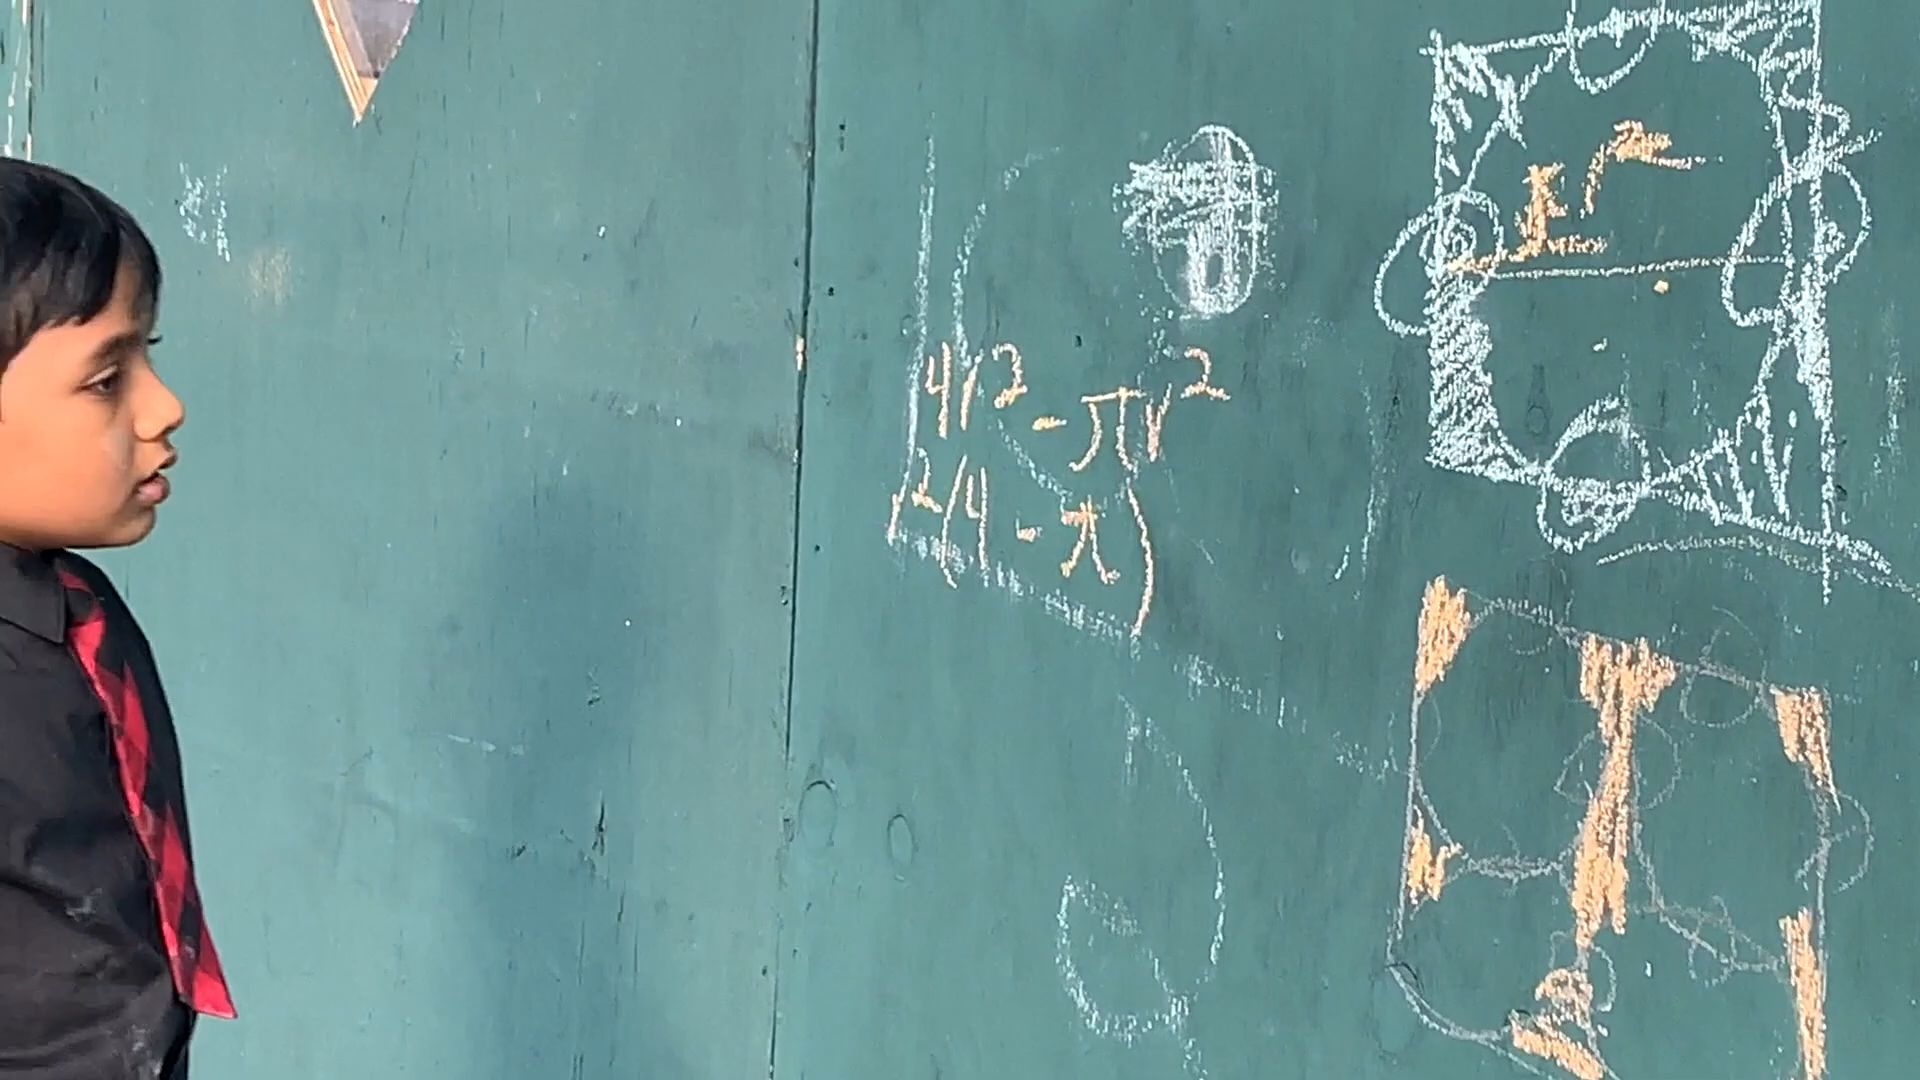 4r² - πr²
r²(4 - π)
r²